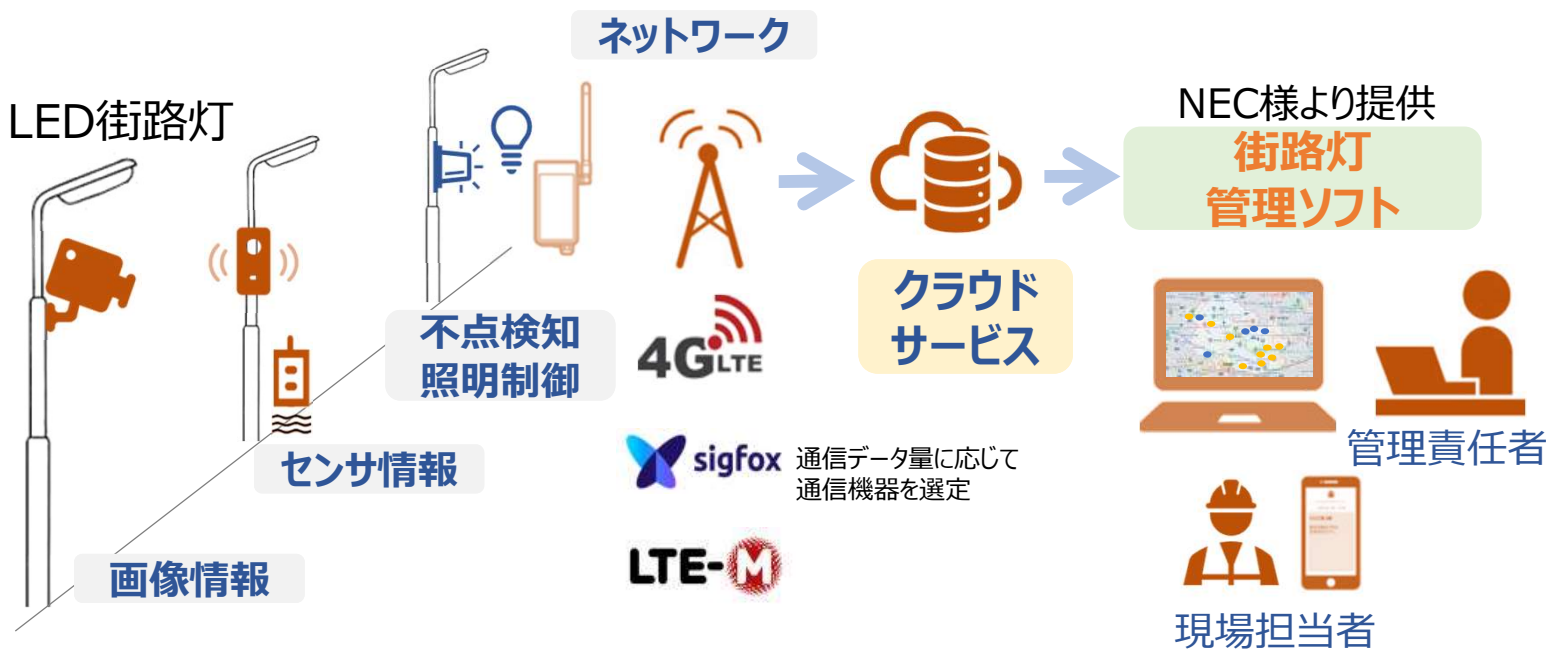 ネットワーク
LED街路灯
NEC様より提供
街路灯
管理ソフト
不点検知
照明制御
クラウド
サービス
4GLTE
センサ情報
sigfox
通信データ量に応じて
通信機器を選定
管理責任者
画像情報
LTE-M
現場担当者